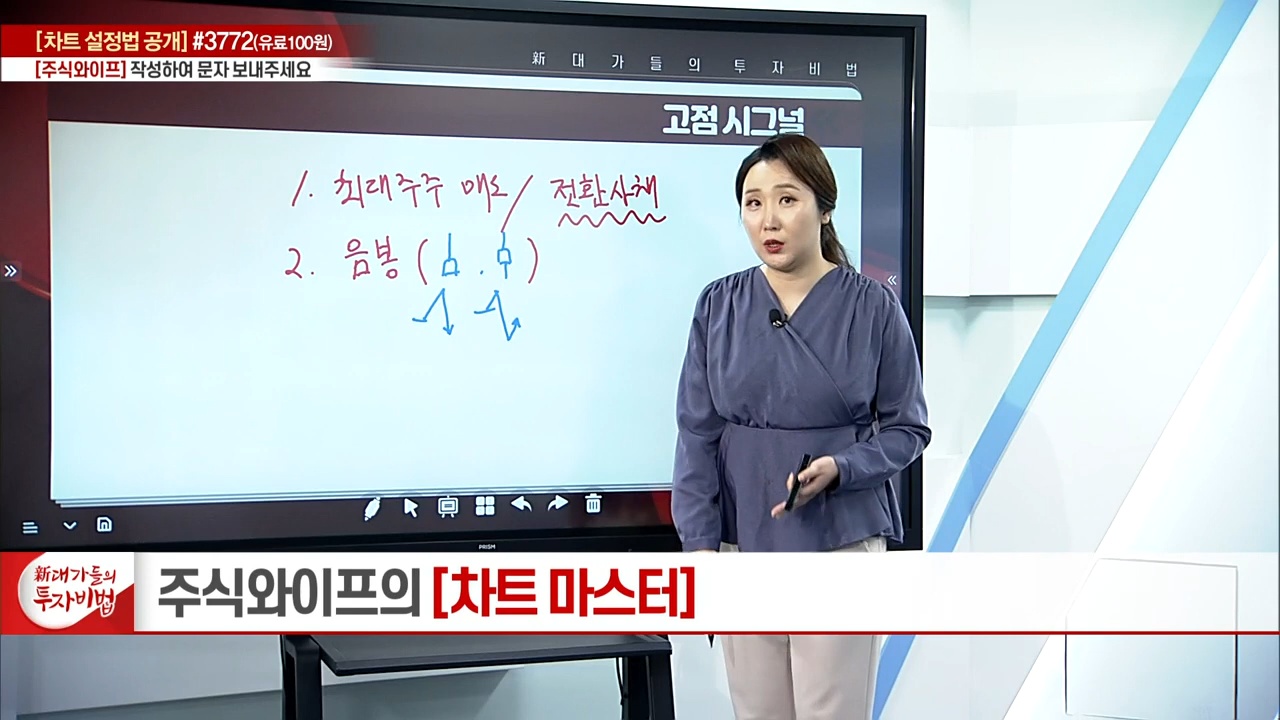 [차트 설정법 공개] #3772(유료100원)
[주식와이프] 작성하여 문자 보내주세요
新 대 가 들 의 투 자 비 법
고점 시그널
1. 최대주주 매도 / 전환사채
2. 음봉 ( , )
PRISM
新대가들의
투자비법
주식와이프의 [차트 마스터]